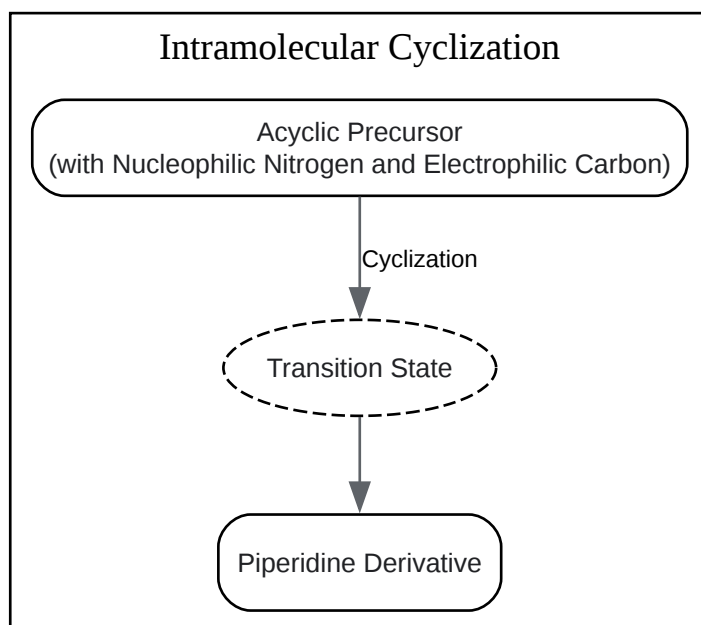 Intramolecular Cyclization
Acyclic Precursor
(with Nucleophilic Nitrogen and Electrophilic Carbon)
Cyclization
Transition State
Piperidine Derivative